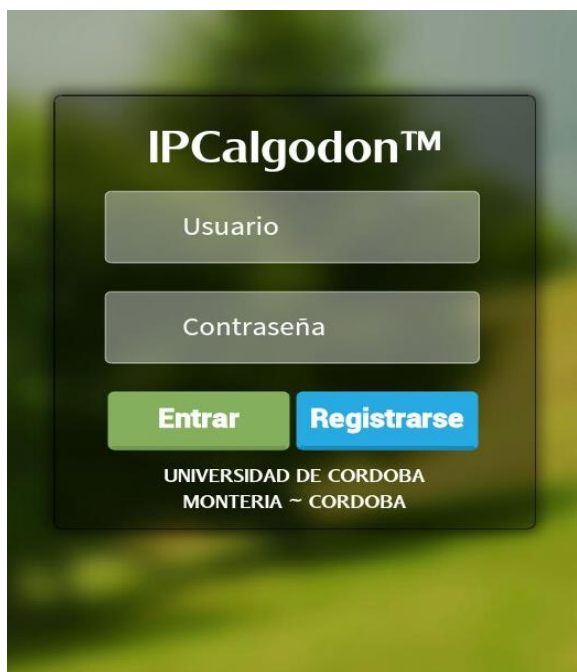 IPCalgodon™
Usuario
Contraseña
Entrar Registrarse
UNIVERSIDAD DE CORDOBA
MONTERIA ~ CORDOBA